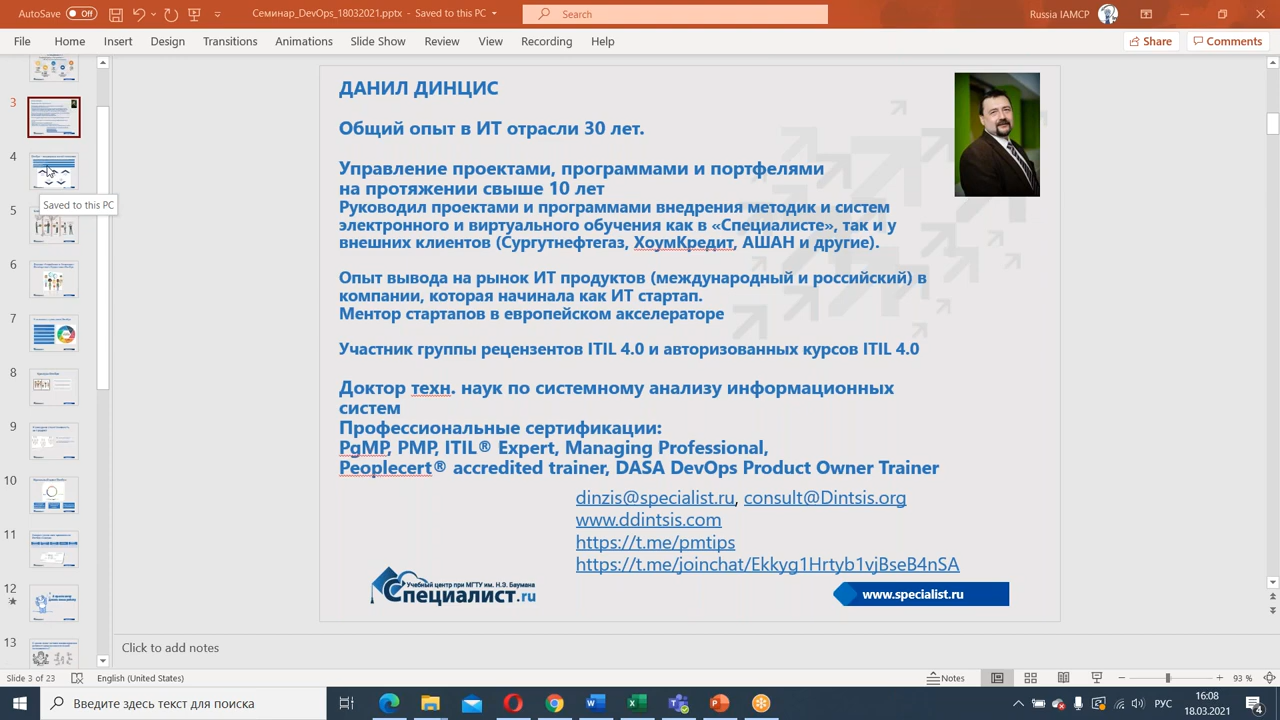 AutoSave Off
Семинар_DevOps_18032021.pptx - Saved to this PC
Search
Russia IAMCP
File Home Insert Design Transitions Animations Slide Show Review View Recording Help
Share Comments
3
4
Saved to this PC
5
6
7
8
9
10
11
12
13
ДАНИЛ ДИНЦИС
Общий опыт в ИТ отрасли 30 лет.
Управление проектами, программами и портфелями
на протяжении свыше 10 лет
Руководил проектами и программами внедрения методик и систем
электронного и виртуального обучения как в «Специалисте», так и у
внешних клиентов (Сургутнефтегаз, ХоумКредит, АШАН и другие).
Опыт вывода на рынок ИТ продуктов (международный и российский) в
компании, которая начинала как ИТ стартап.
Ментор стартапов в европейском акселераторе
Участник группы рецензентов ITIL 4.0 и авторизованных курсов ITIL 4.0
Доктор техн. наук по системному анализу информационных
систем
Профессиональные сертификации:
PgMP, PMP, ITIL® Expert, Managing Professional,
Peoplecert® accredited trainer, DASA DevOps Product Owner Trainer
dinzis@specialist.ru, consult@Dintsis.org
www.ddintsis.com
https://t.me/pmtips
https://t.me/joinchat/Ekkyg1Hrtyb1vjBseB4nSA
Учебный центр при МГТУ им. Н.Э. Баумана
Специалист.ru
www.specialist.ru
Click to add notes
Slide 3 of 23 English (United States) Notes 93 %
Введите здесь текст для поиска
РУС
16:08
18.03.2021
4